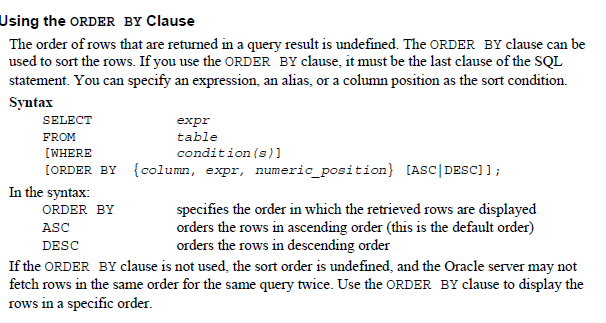 Using the ORDER BY Clause
The order of rows that are returned in a query result is undefined. The ORDER BY clause can be
used to sort the rows. If you use the ORDER BY clause, it must be the last clause of the SQL
statement. You can specify an expression, an alias, or a column position as the sort condition.
Syntax
SELECT expr
FROM table
[WHERE condition(s)]
[ORDER BY {column, expr, numeric_position} [ASC|DESC]];
In the syntax:
ORDER BY specifies the order in which the retrieved rows are displayed
ASC orders the rows in ascending order (this is the default order)
DESC orders the rows in descending order
If the ORDER BY clause is not used, the sort order is undefined, and the Oracle server may not
fetch rows in the same order for the same query twice. Use the ORDER BY clause to display the
rows in a specific order.